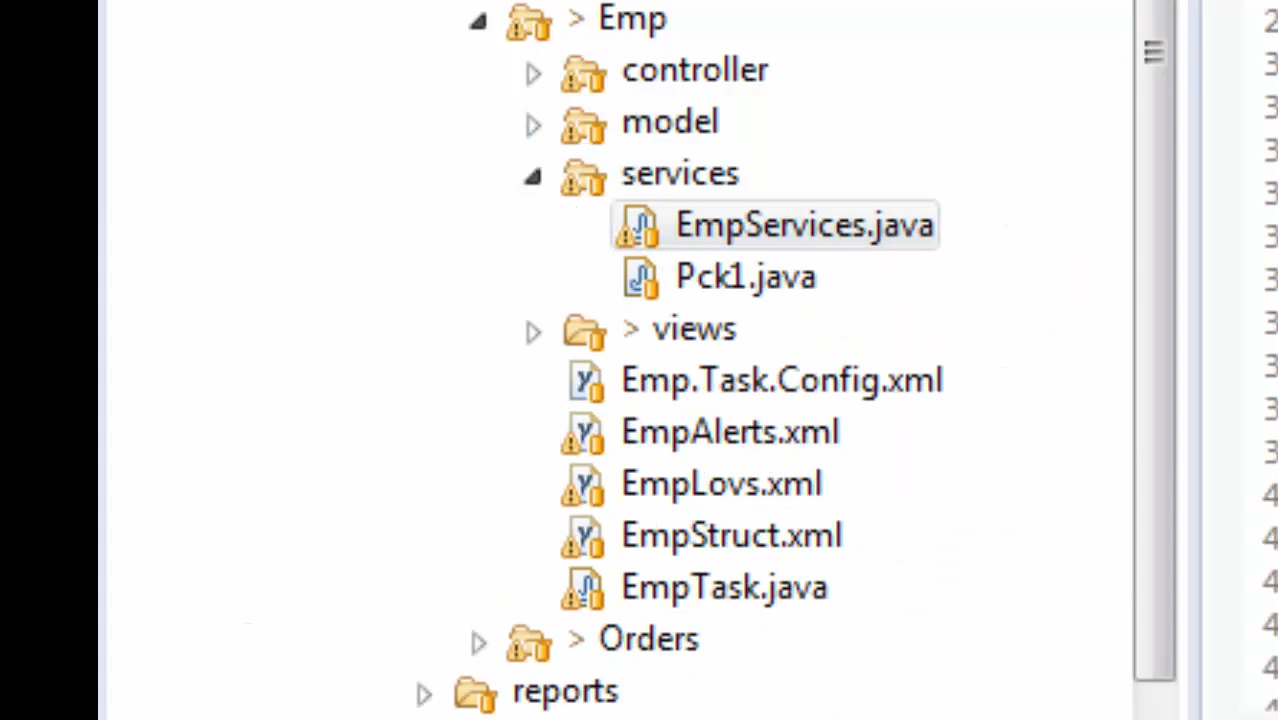 > Emp
controller
model
services
EmpServices.java
Pck1.java
> views
Emp.Task.Config.xml
EmpAlerts.xml
EmpLovs.xml
EmpStruct.xml
EmpTask.java
> Orders
reports